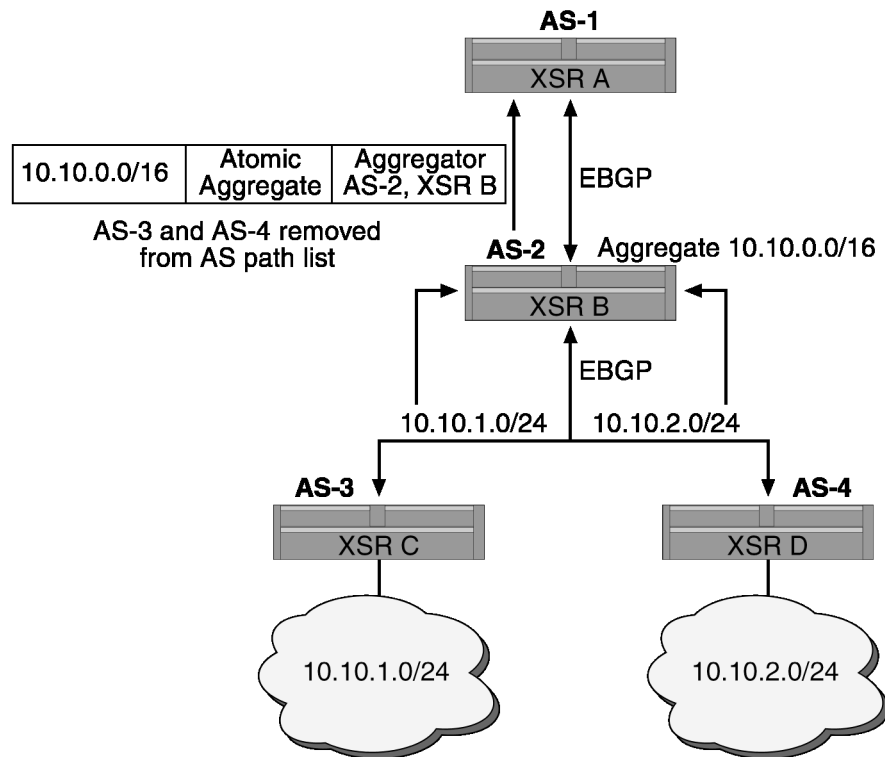 AS-1
XSR A
10.10.0.0/16
Atomic
Aggregate
Aggregator
AS-2, XSR B
EBGP
AS-3 and AS-4 removed
from AS path list
AS-2
Aggregate 10.10.0.0/16
XSR B
EBGP
10.10.1.0/24
10.10.2.0/24
AS-3
AS-4
XSR C
XSR D
10.10.1.0/24
10.10.2.0/24